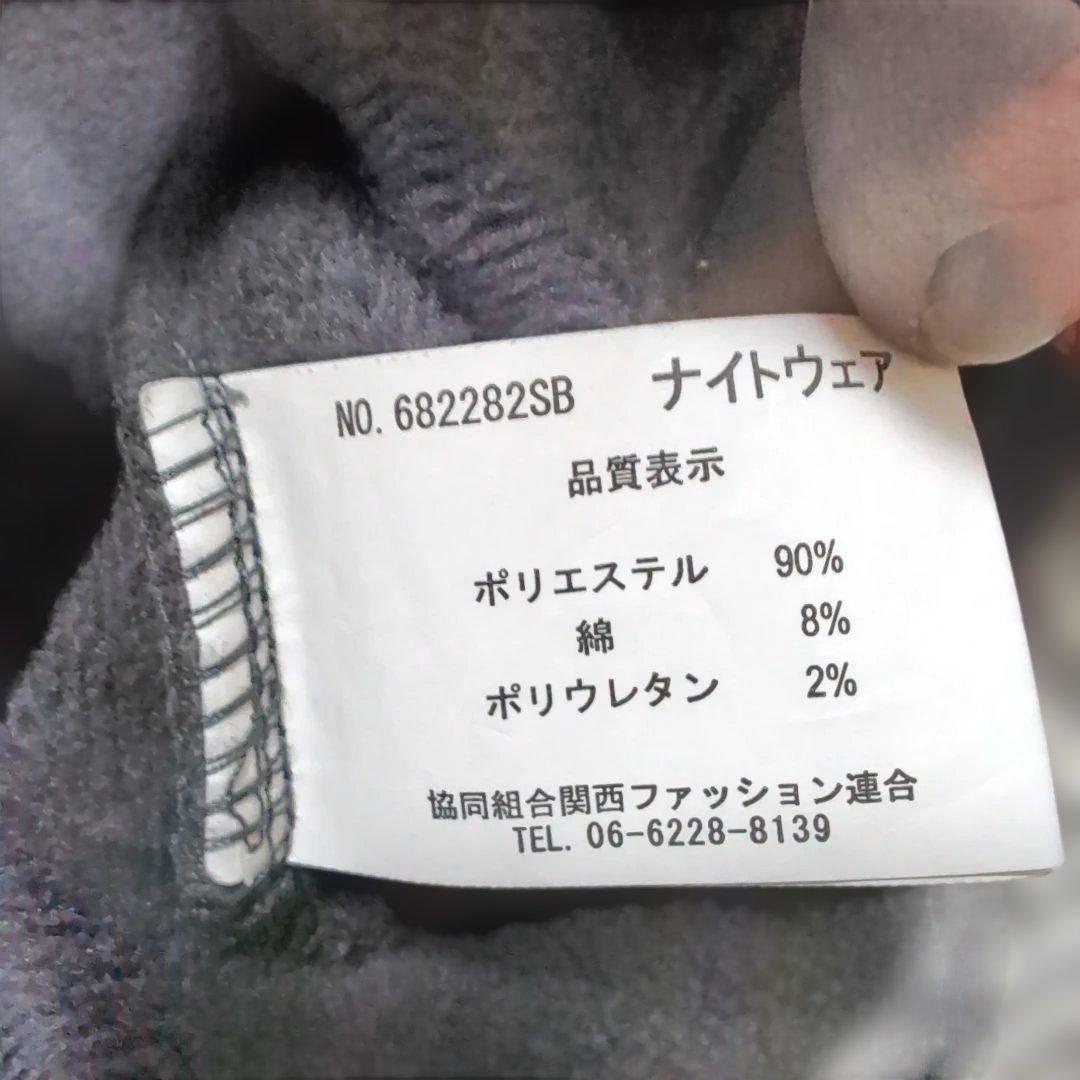 NO. 682282SB ナイトウェア
品質表示
ポリエステル 90%
綿 8%
ポリウレタン 2%
協同組合関西ファッション連合
TEL. 06-6228-8139